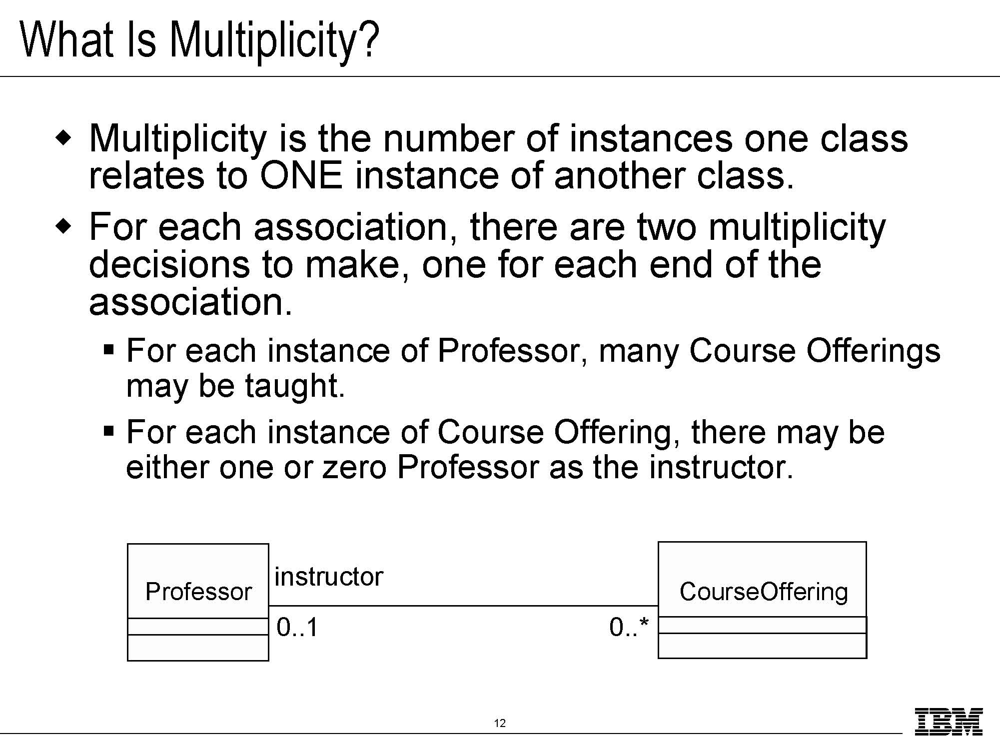 What Is Multiplicity?
◆ Multiplicity is the number of instances one class
relates to ONE instance of another class.
◆ For each association, there are two multiplicity
decisions to make, one for each end of the
association.
▪ For each instance of Professor, many Course Offerings
may be taught.
▪ For each instance of Course Offering, there may be
either one or zero Professor as the instructor.
instructor
Professor
CourseOffering
0..1
0..*
12
IBM